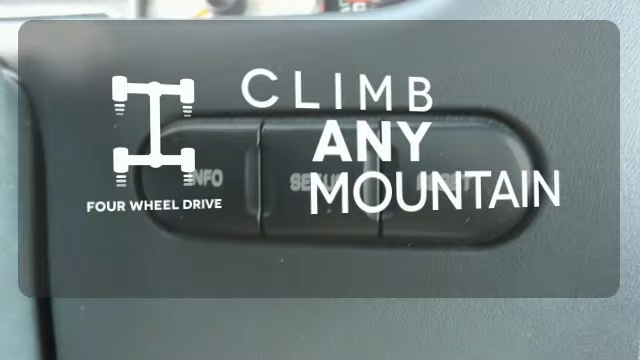 CLIMB
ANY
MOUNTAIN
FOUR WHEEL DRIVE
INFO